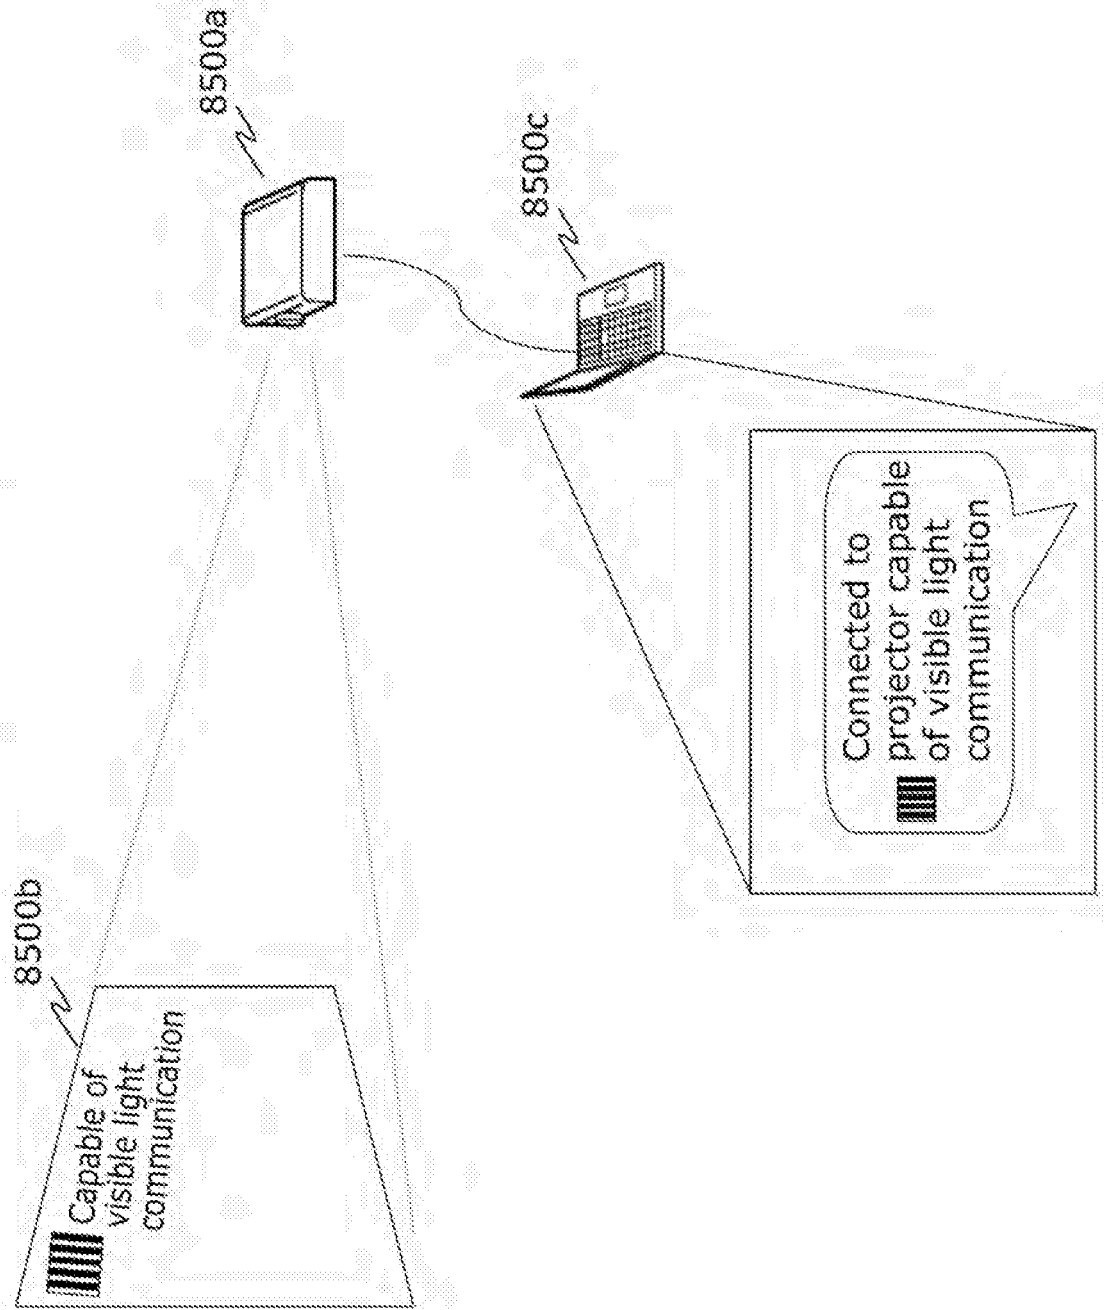 8500b
Capable of
visible light
communication
8500a
8500c
Connected to
projector capable
of visible light
communication